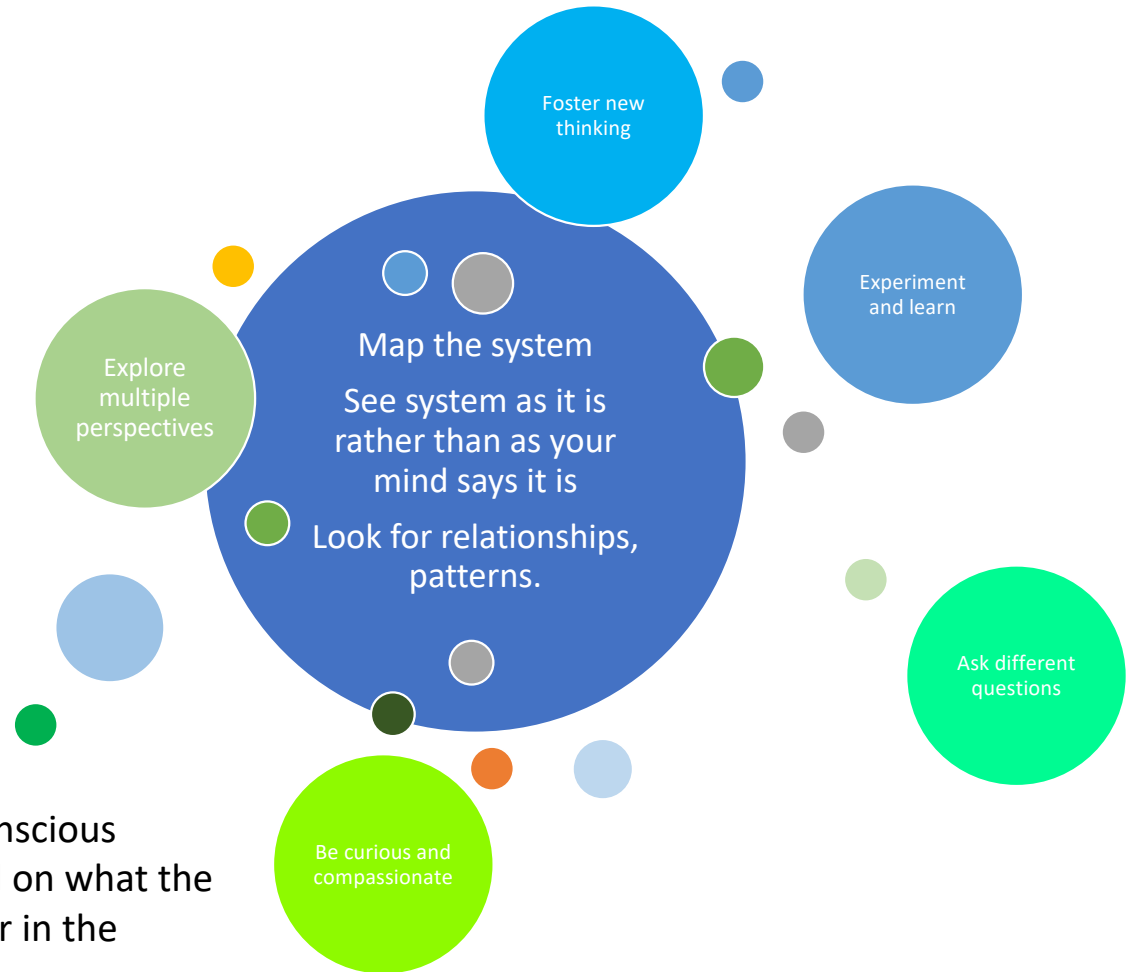 Foster new
thinking
Experiment
and learn
Explore
multiple
perspectives
Map the system
See system as it is
rather than as your
mind says it is
Look for relationships,
patterns.
Ask different
questions
Be curious and
compassionate
on what the
in the